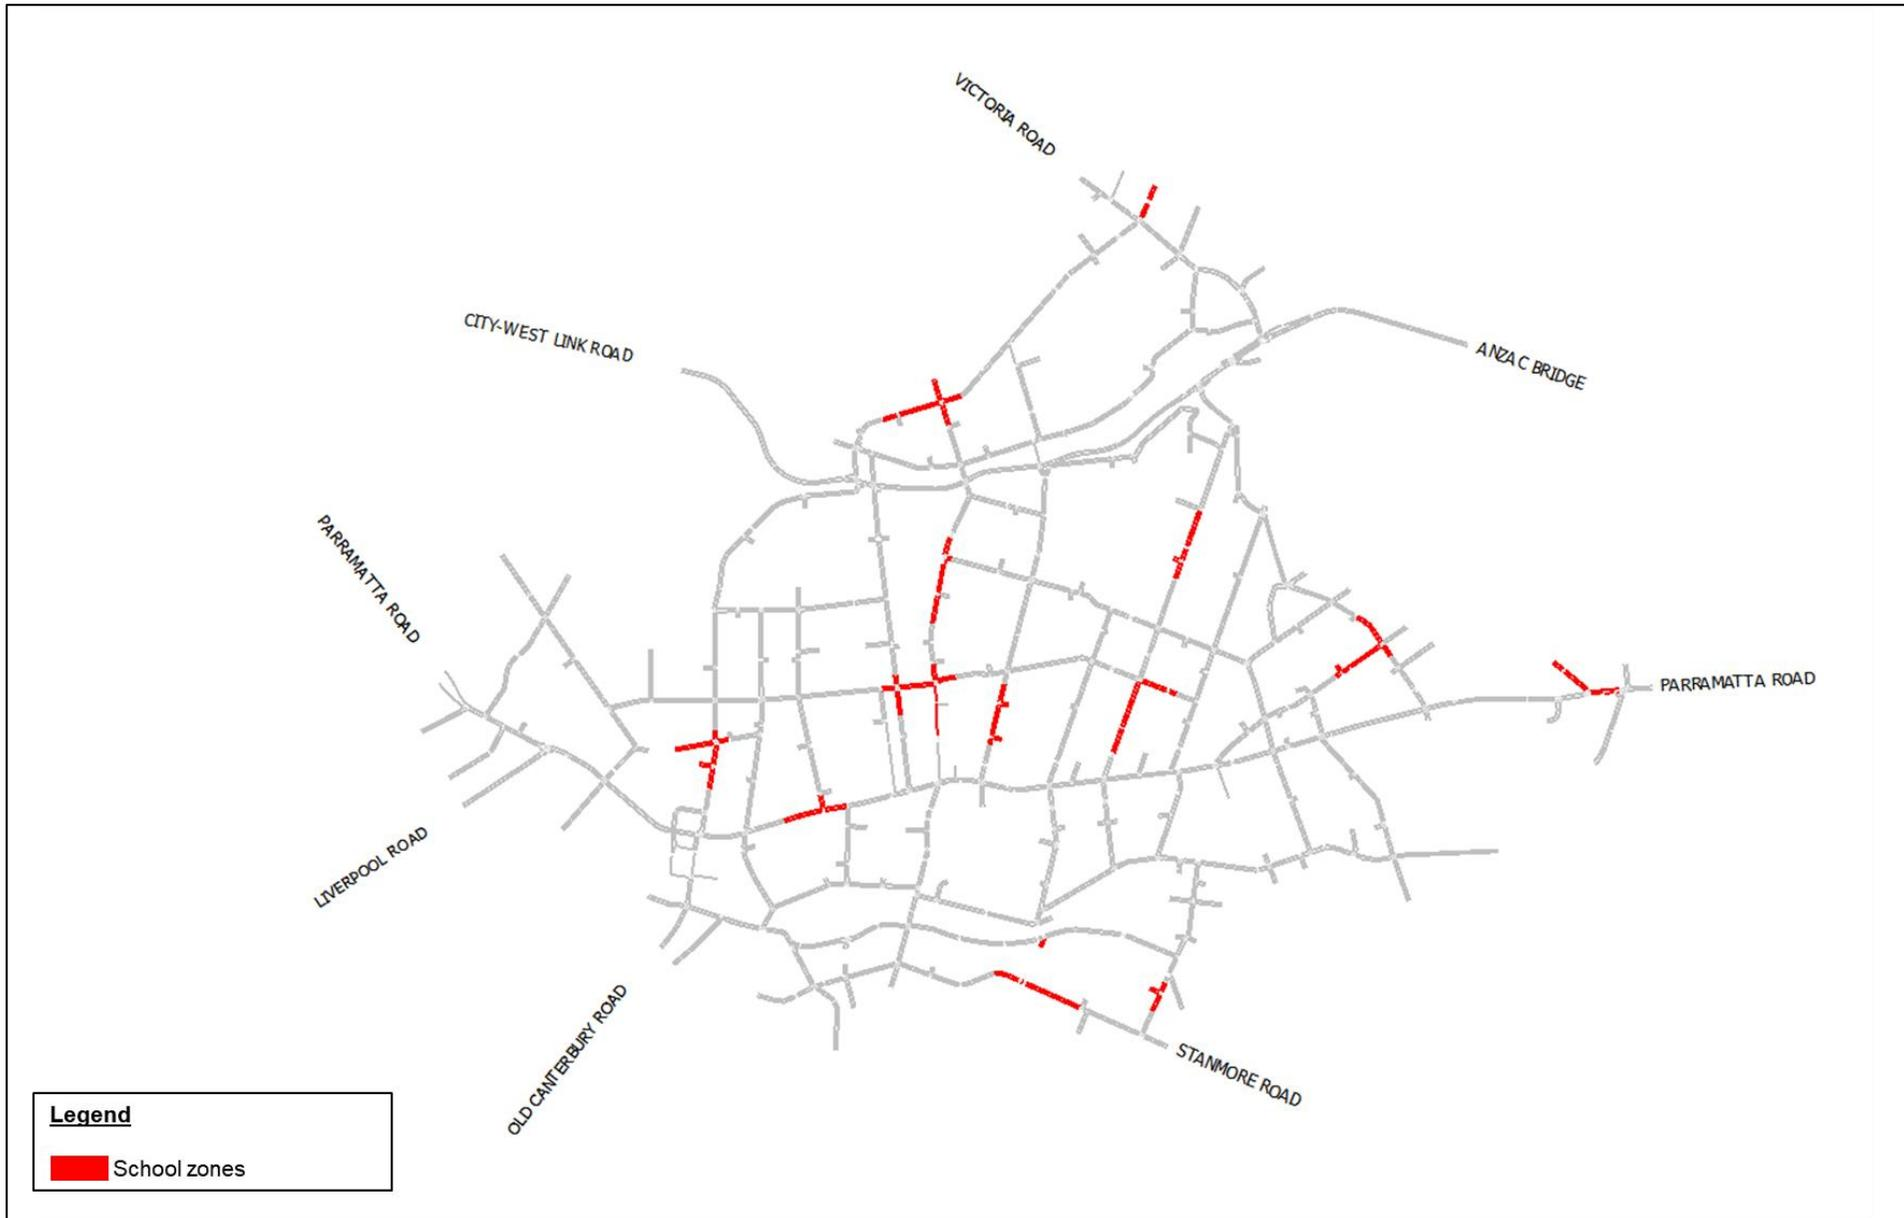 VICTORIA ROAD
CITY-WEST LINK ROAD
ANZAC BRIDGE
PARRAMATTA ROAD
PARRAMATTA ROAD
LIVERPOOL ROAD
OLD CANTERBURY ROAD
STANMORE ROAD
Legend
School zones